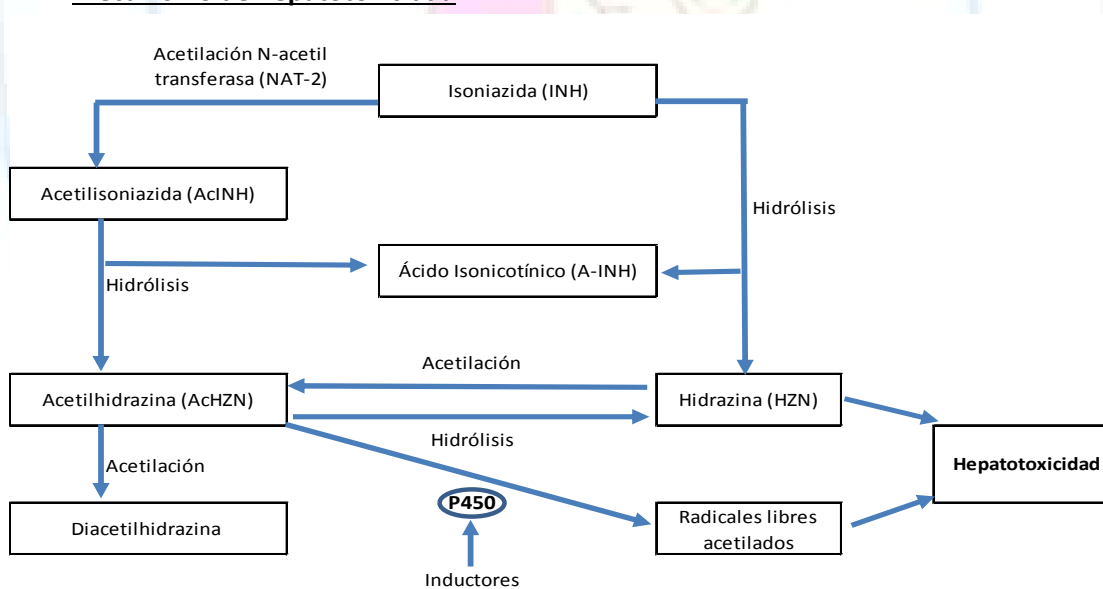 Acetilación N-acetil
transferasa (NAT-2)
Isoniazida (INH)
Acetilisoniazida (AcINH)
Hidrólisis
Ácido Isonicotínico (A-INH)
Hidrólisis
Acetilación
Acetilhidrazina (AcHZN)
Hidrazina (HZN)
Hidrólisis
Hepatotoxicidad
Acetilación
P450
Radicales libres
acetilados
Diacetilhidrazina
Inductores